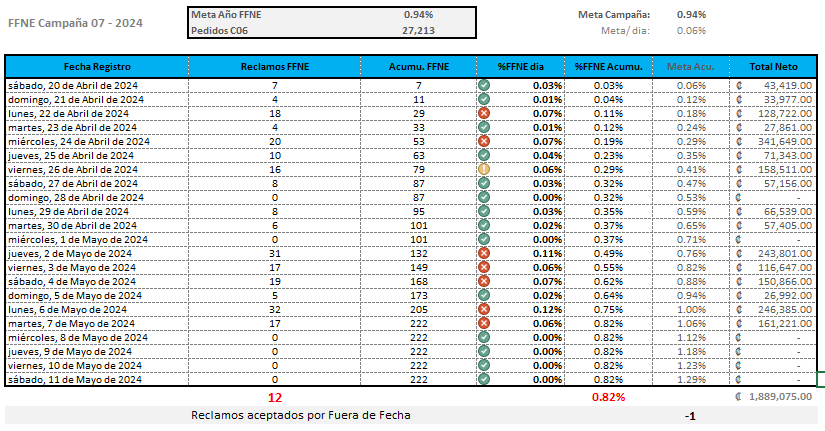 FFNE Campaña 07 - 2024
Meta Año FFNE 0.94%
Pedidos C06 27,213
Meta Campaña: 0.94%
Meta/ dia: 0.06%
Fecha Registro Reclamos FFNE Acumu. FFNE %FFNE dia %FFNE Acumu. Meta Acu. Total Neto
sábado, 20 de Abril de 2024 7 7 0.03% 0.03% 0.06% ₡ 43,419.00
domingo, 21 de Abril de 2024 4 11 0.01% 0.04% 0.12% ₡ 33,977.00
lunes, 22 de Abril de 2024 18 29 0.07% 0.11% 0.18% ₡ 128,722.00
martes, 23 de Abril de 2024 4 33 0.01% 0.12% 0.24% ₡ 27,861.00
miércoles, 24 de Abril de 2024 20 53 0.07% 0.19% 0.29% ₡ 341,649.00
jueves, 25 de Abril de 2024 10 63 0.04% 0.23% 0.35% ₡ 71,343.00
viernes, 26 de Abril de 2024 16 79 0.06% 0.29% 0.41% ₡ 158,511.00
sábado, 27 de Abril de 2024 8 87 0.03% 0.32% 0.47% ₡ 57,156.00
domingo, 28 de Abril de 2024 0 87 0.00% 0.32% 0.53% ₡ -
lunes, 29 de Abril de 2024 8 95 0.03% 0.35% 0.59% ₡ 66,539.00
martes, 30 de Abril de 2024 6 101 0.02% 0.37% 0.65% ₡ 57,405.00
miércoles, 1 de Mayo de 2024 0 101 0.00% 0.37% 0.71% ₡ -
jueves, 2 de Mayo de 2024 31 132 0.11% 0.49% 0.76% ₡ 243,801.00
viernes, 3 de Mayo de 2024 17 149 0.06% 0.55% 0.82% ₡ 116,647.00
sábado, 4 de Mayo de 2024 19 168 0.07% 0.62% 0.88% ₡ 150,866.00
domingo, 5 de Mayo de 2024 5 173 0.02% 0.64% 0.94% ₡ 26,992.00
lunes, 6 de Mayo de 2024 32 205 0.12% 0.75% 1.00% ₡ 246,385.00
martes, 7 de Mayo de 2024 17 222 0.06% 0.82% 1.06% ₡ 161,221.00
miércoles, 8 de Mayo de 2024 0 222 0.00% 0.82% 1.12% ₡ -
jueves, 9 de Mayo de 2024 0 222 0.00% 0.82% 1.18% ₡ -
viernes, 10 de Mayo de 2024 0 222 0.00% 0.82% 1.23% ₡ -
sábado, 11 de Mayo de 2024 0 222 0.00% 0.82% 1.29% ₡ -
12 0.82% ₡ 1,889,075.00
Reclamos aceptados por Fuera de Fecha -1